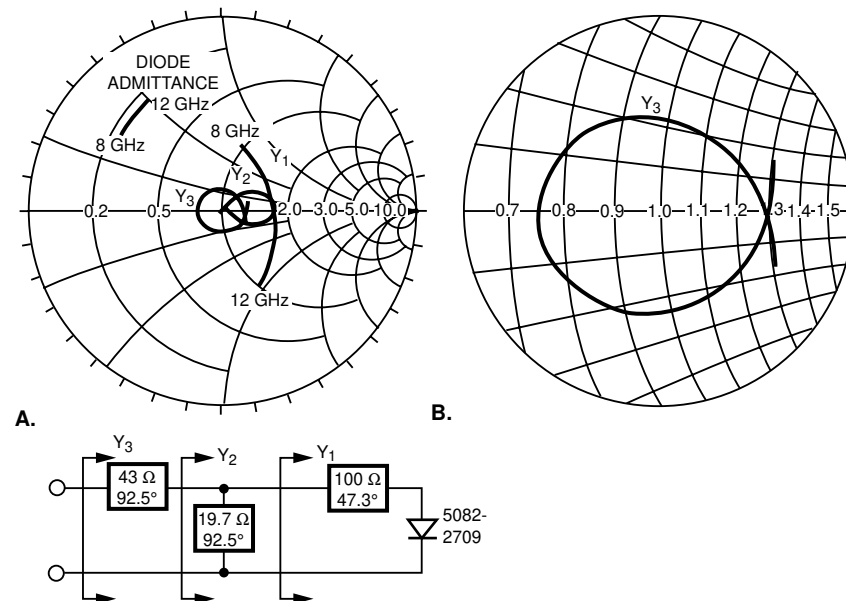 DIODE
ADMITTANCE
12 GHz
8 GHz
8 GHz
Y1
Y2
Y3
0.2
0.5
2.0
3.0
5.0
10.0
12 GHz
A.
Y3
0.7
0.8
0.9
1.0
1.1
1.2
.3
1.4
1.5
B.
Y3
Y2
Y1
43 Ω
92.5°
19.7 Ω
92.5°
100 Ω
47.3°
5082-
2709